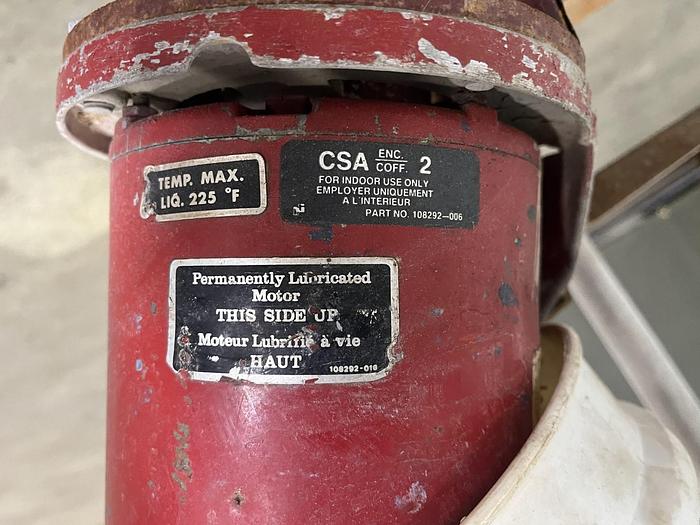 TEMP. MAX.
LIQ. 225 °F
CSA ENC. 2
COFF.
FOR INDOOR USE ONLY
EMPLOYER UNIQUEMENT
A L'INTERIEUR
PART NO. 108292-006
Permanently Lubricated
Motor
THIS SIDE UP
Moteur Lubrifié à vie
HAUT
108292-018